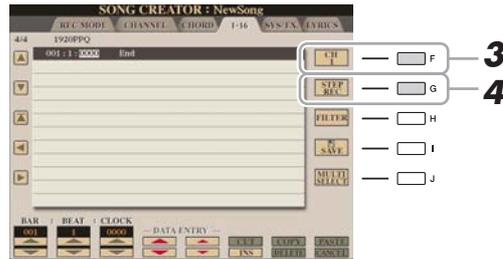 SONG CREATOR : NewSong
REC MODE CHANNEL CHORD 1-16 SYS/EX. LYRICS
4/4 1920PPQ
001 : 1 : 0000 End
CH 1 F 3
STEP REC G 4
FILTER H
SAVE I
MULTI SELECT J
BAR : BEAT : CLOCK
001 1 0000
DATA ENTRY
CUT COPY PASTE
INS DELETE CANCEL